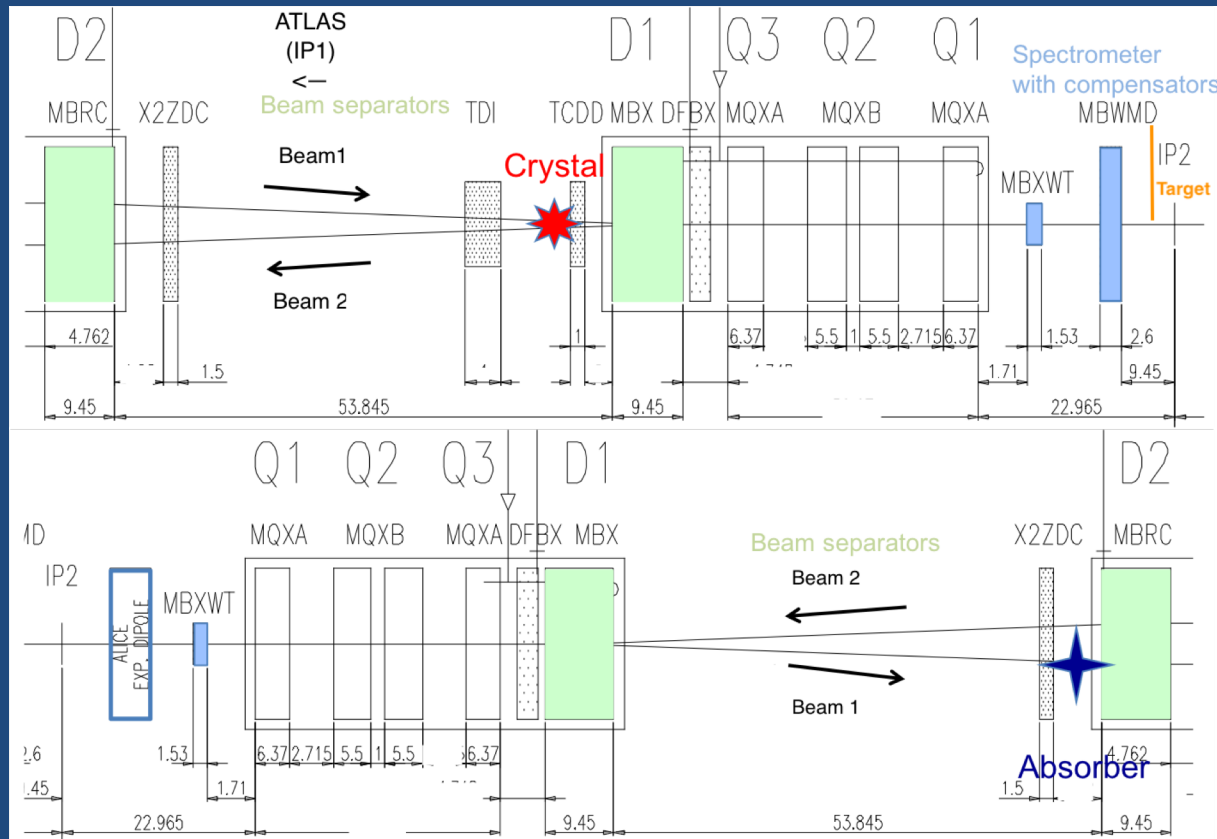 D2
ATLAS
(IP1)
<—
D1
Q3
Q2
Q1
Spectrometer
with compensators
MBRC
X2ZDC
Beam separators
TDI
TCDD
MBX
DFBX
MQXA
MQXB
MQXA
MBWMD
Beam1
Crystal
MBXWT
IP2
Target
Beam 2
4.762
1.5
1
6.37
5.5
1
5.5
2.715
6.37
1.53
2.6
1.71
9.45
9.45
53.845
9.45
22.965
Q1
Q2
Q3
D1
D2
MQXA
MQXB
MQXA
DFBX
MBX
Beam separators
X2ZDC
MBRC
IP2
MBXWT
Beam 2
ALICE
EXP. DIPOLE
Beam 1
1.53
6.37
2.715
5.5
1
5.5
6.37
Absorber
4.762
1.71
1.5
22.965
9.45
53.845
9.45